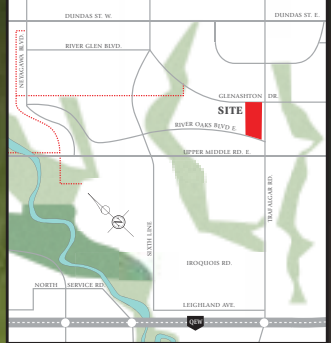 DUNDAS ST. W.
DUNDAS ST. E.
NEYAGAWA BLVD.
RIVER GLEN BLVD.
GLENASHTON DR.
SITE
RIVER OAKS BLVD E.
UPPER MIDDLE RD. E.
TRAFALGAR RD.
SIXTH LINE
IROQUOIS RD.
NORTH SERVICE RD.
LEIGHLAND AVE.
QEW